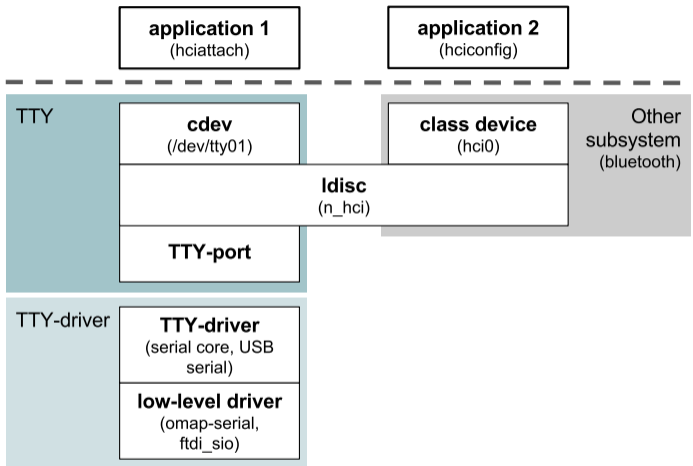 application 1
(hciattach)
application 2
(hciconfig)
TTY
cdev
(/dev/tty01)
class device
(hci0)
Other
subsystem
(bluetooth)
ldisc
(n_hci)
TTY-port
TTY-driver
TTY-driver
(serial core, USB
serial)
low-level driver
(omap-serial,
ftdi_sio)